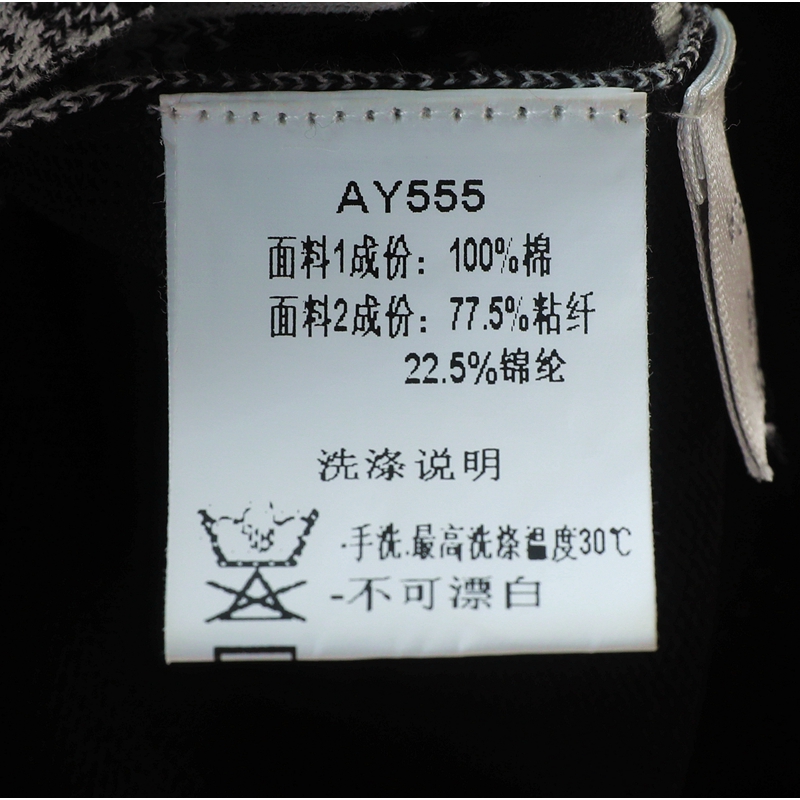 AY555
面料1成份：100%棉
面料2成份：77.5%粘纤
22.5%锦纶
洗涤说明
-手洗.最高洗涤温度30℃
-不可漂白